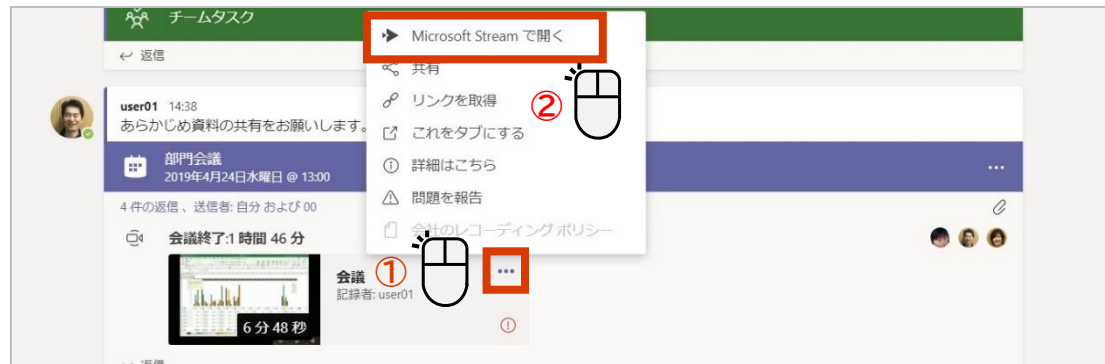 チームタスク
返信
Microsoft Stream で開く
共有
リンクを取得
これをタブにする
詳細はこちら
問題を報告
会社のレコーディング ポリシー
②
user01 14:38
あらかじめ資料の共有をお願いします。
部門会議
2019年4月24日水曜日 @ 13:00
4 件の返信 、送信者: 自分 および 00
会議終了:1 時間 46 分
6 分 48 秒
会議
記録者: user01
①
返信